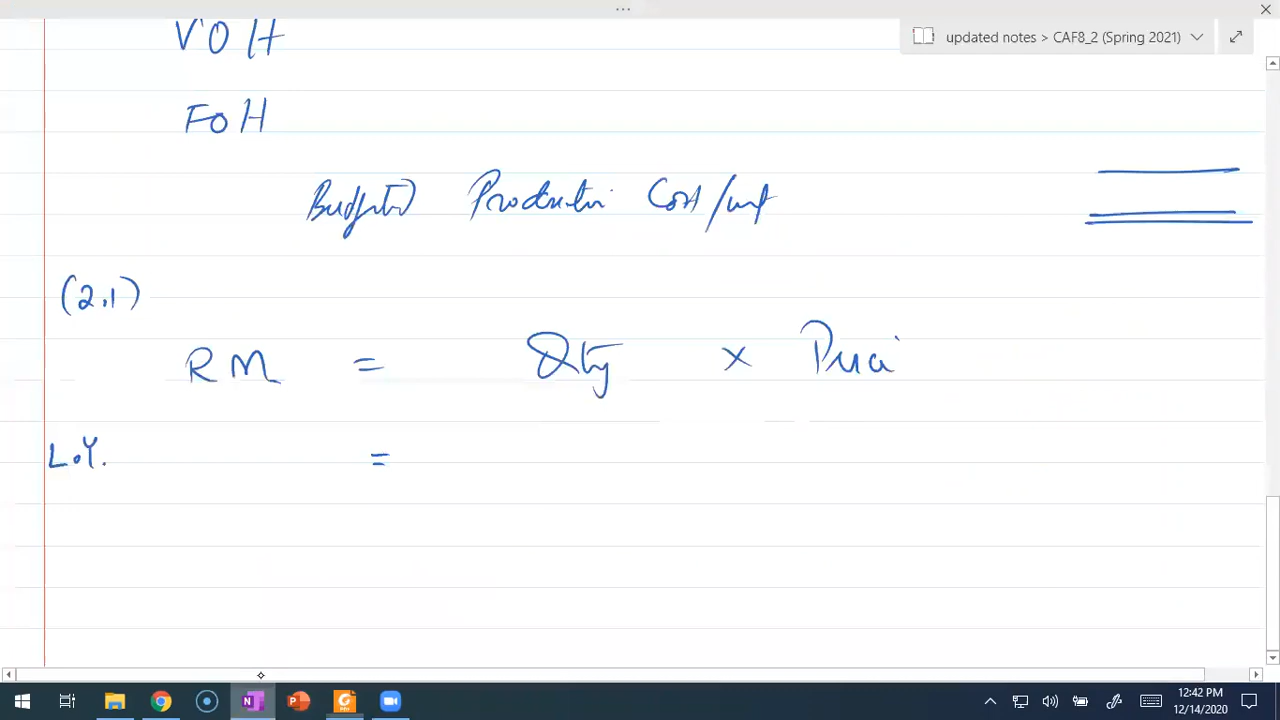 VOH
updated notes > CAF8_2 (Spring 2021)
FOH
Budgeted Production Cost/unit
(2.1)
RM = Qty × Price
L.Y. =
12:42 PM
12/14/2020